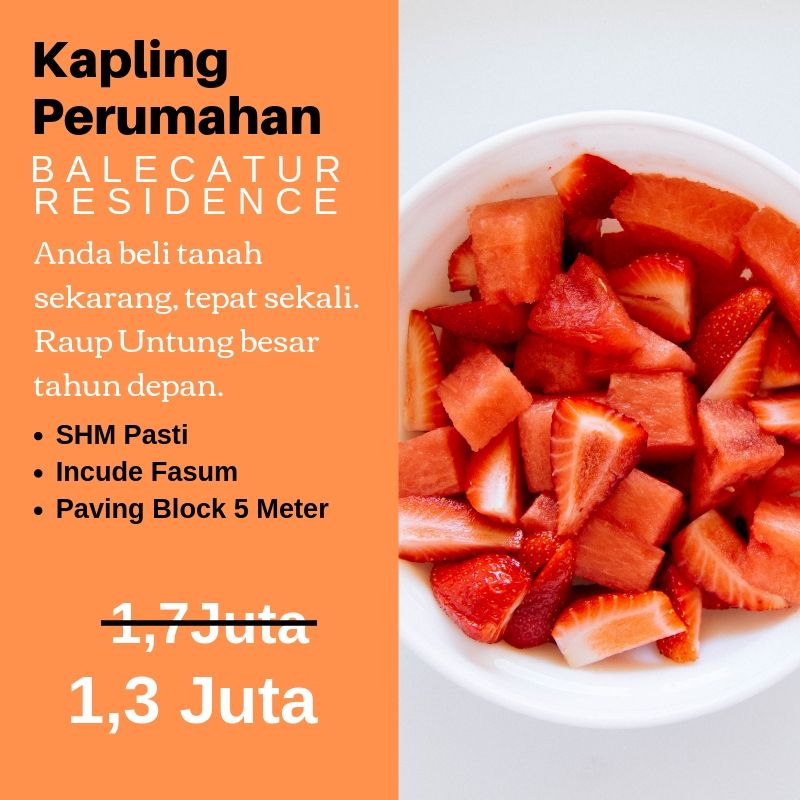 Kapling
Perumahan
BALECATUR
RESIDENCE
Anda beli tanah
sekarang, tepat sekali.
Raup Untung besar
tahun depan.
• SHM Pasti
• Incude Fasum
• Paving Block 5 Meter
1,7Juta
1,3 Juta